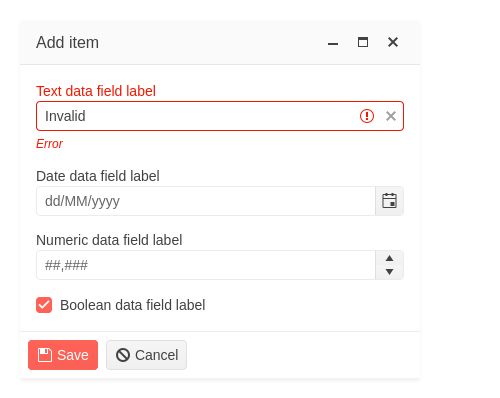 Add item
Text data field label
Invalid
Error
Date data field label
dd/MM/yyyy
Numeric data field label
##,###
Boolean data field label
Save Cancel